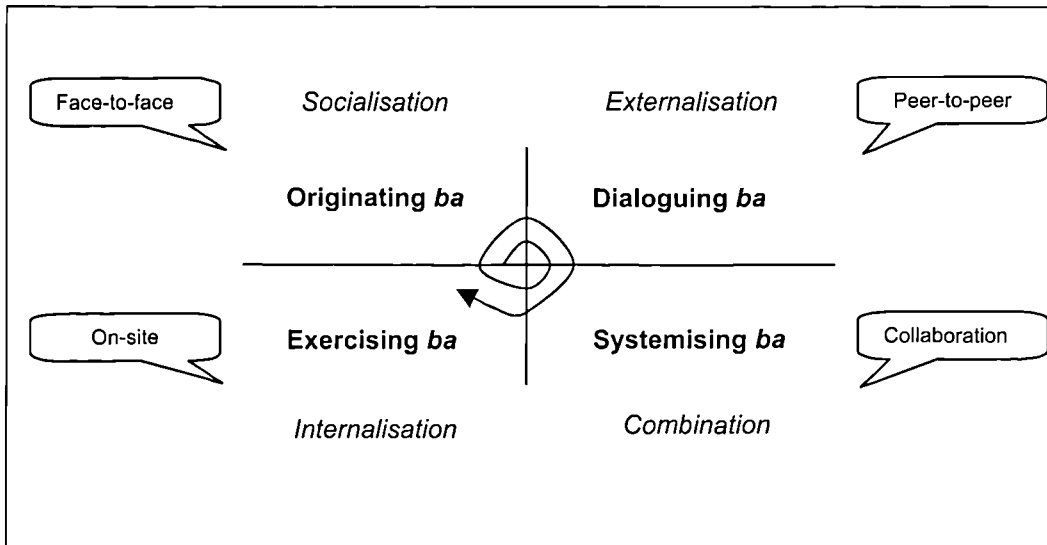 Face-to-face
Socialisation
Externalisation
Peer-to-peer
Originating ba
Dialoguing ba
On-site
Exercising ba
Systemising ba
Collaboration
Internalisation
Combination